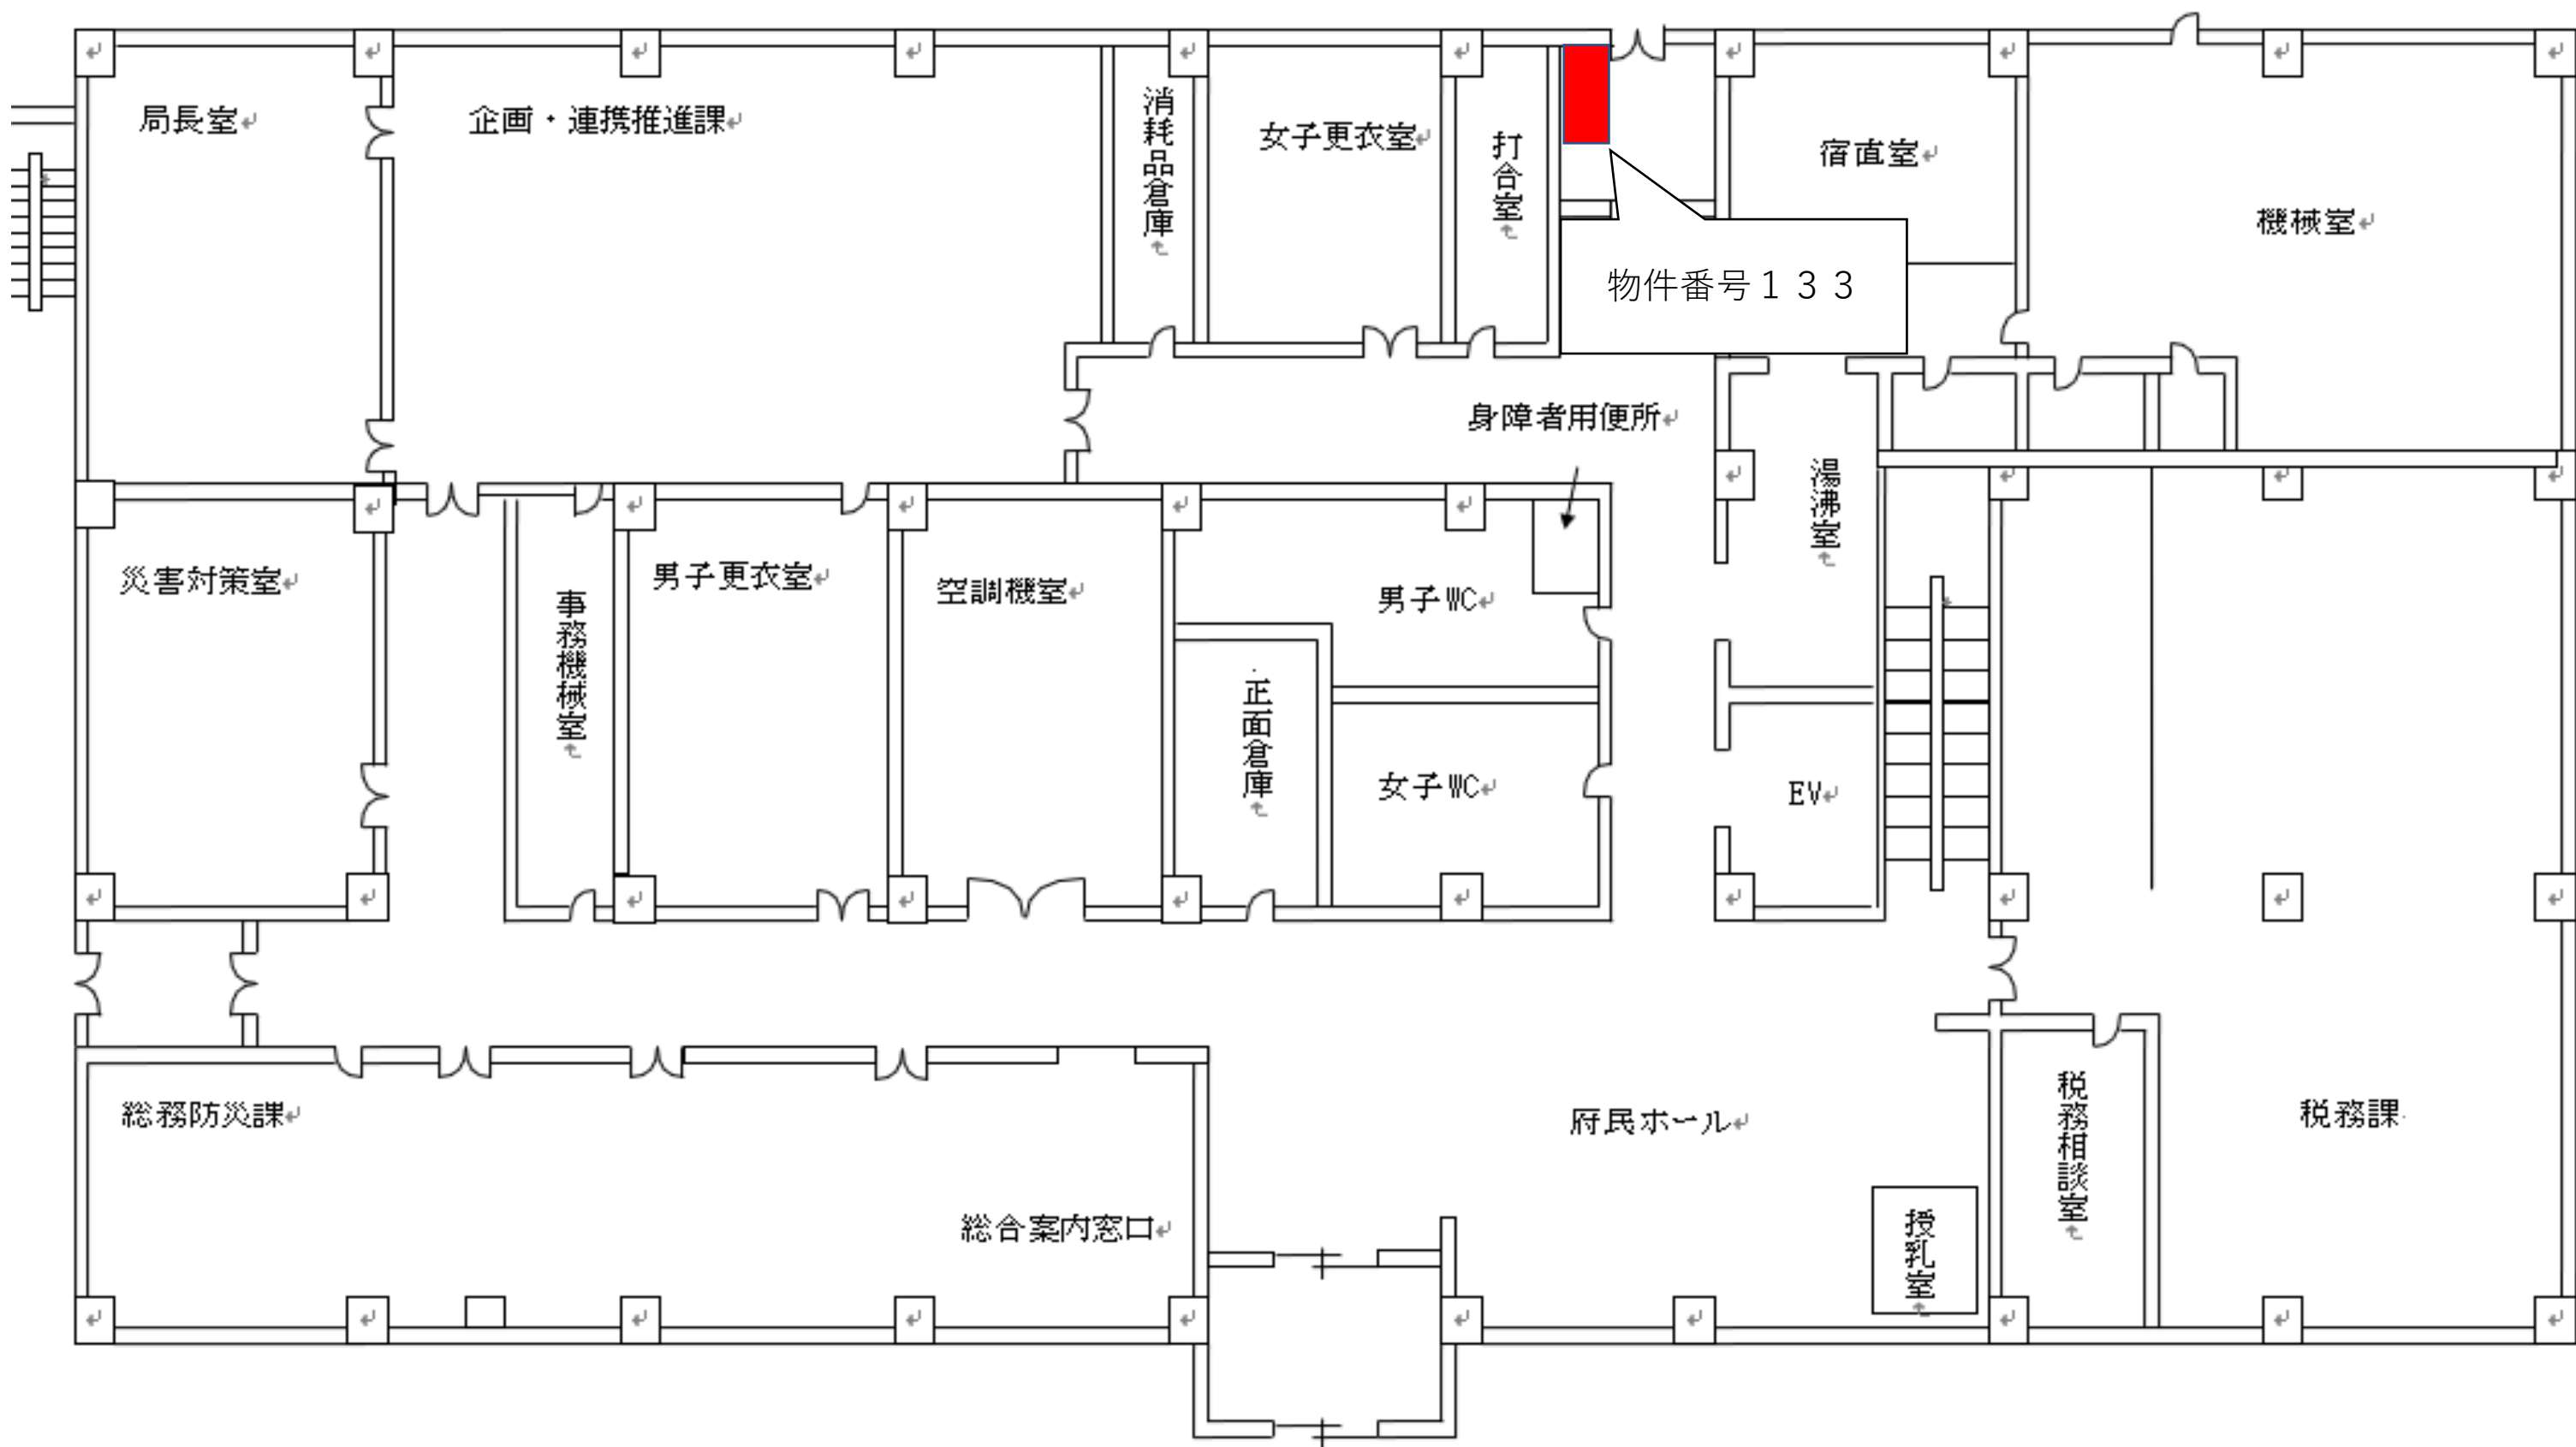 局長室
企画・連携推進課
消耗品倉庫
女子更衣室
打合室
宿直室
機械室
物件番号１３３
身障者用便所
湯沸室
災害対策室
事務機械室
男子更衣室
空調機室
男子WC
正面倉庫
女子WC
EV
総務防災課
府民ホール
税務相談室
税務課
総合案内窓口
授乳室